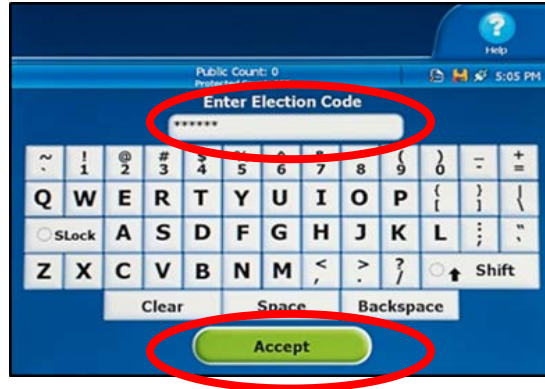 Help
Public Count: 0
5:05 PM
Enter Election Code
******
~ ! @ # $ ^ ( ) - +
` 1 2 3 4 5 6 7 8 9 0 - =
Q W E R T Y U I O P { } |
[ ] \
SLock A S D F G H J K L : "
; '
Z X C V B N M < > ? Shift
, . /
Clear Space Backspace
Accept